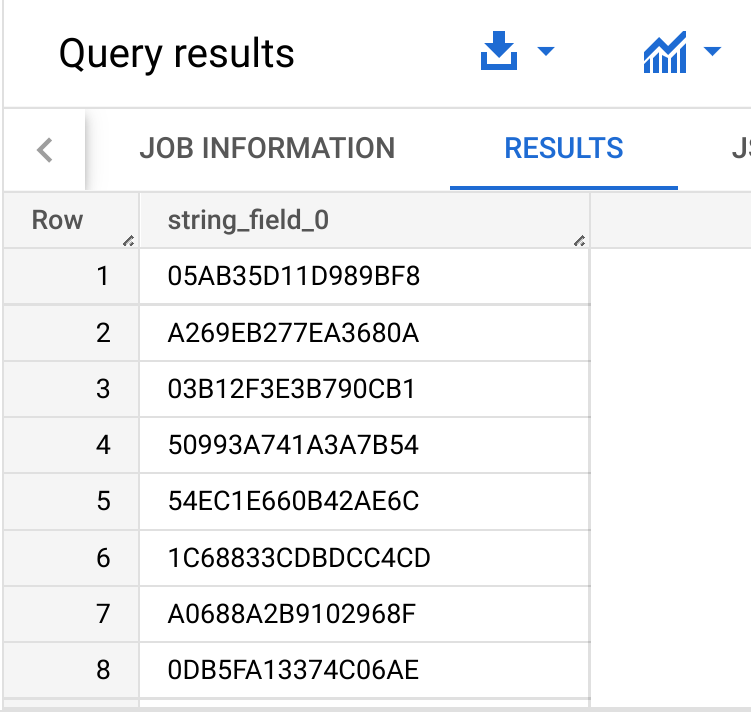 Query results
JOB INFORMATION RESULTS JS
Row string_field_0
1 05AB35D11D989BF8
2 A269EB277EA3680A
3 03B12F3E3B790CB1
4 50993A741A3A7B54
5 54EC1E660B42AE6C
6 1C68833CDBDCC4CD
7 A0688A2B9102968F
8 0DB5FA13374C06AE